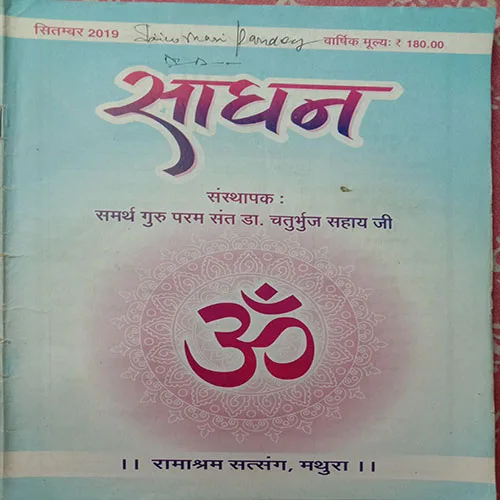 सितम्बर 2019 वार्षिक मूल्यः ₹ 180.00
साधन
संस्थापक :
समर्थ गुरु परम संत डा. चतुर्भुज सहाय जी
ॐ
।। रामाश्रम सत्संग, मथुरा ।।